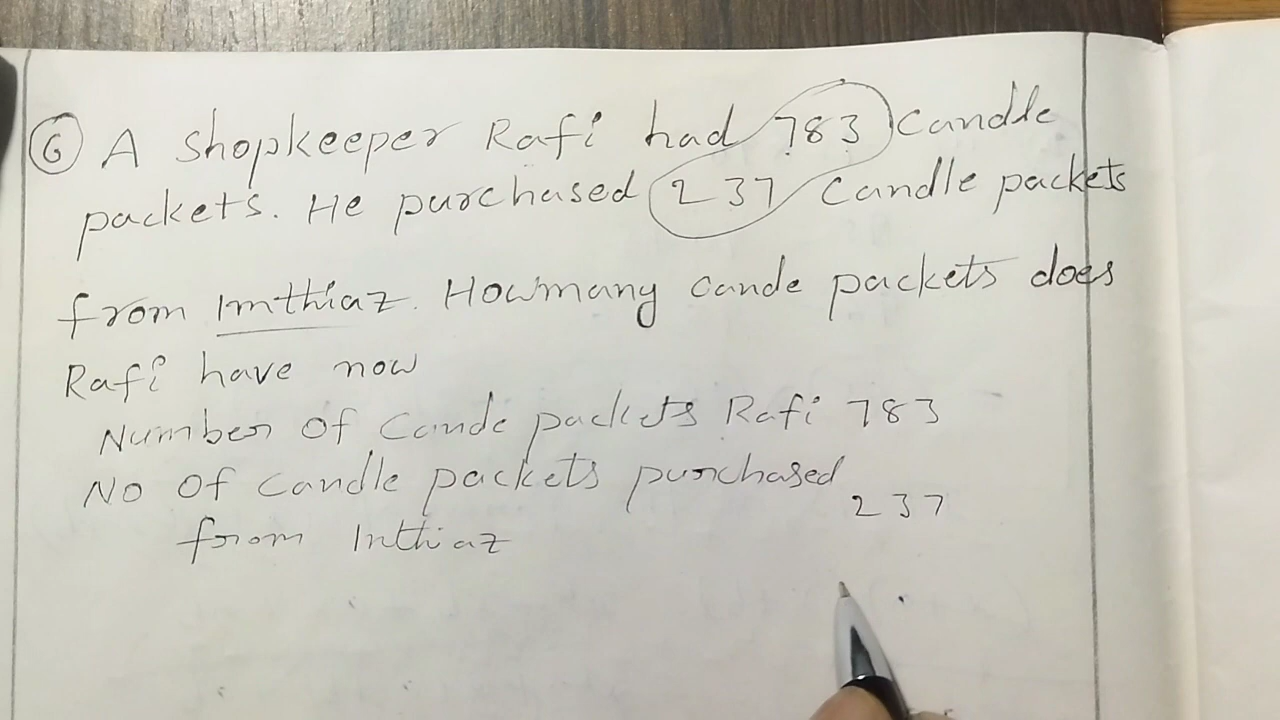 6 A Shopkeeper Rafi had 783 Candle
packets. He purchased 237 Candle packets
from Imthiaz. Howmany cande packets does
Rafi have now
Number of Cande packets Rafi 783
No Of Candle packets purchased
237
from Inthiaz